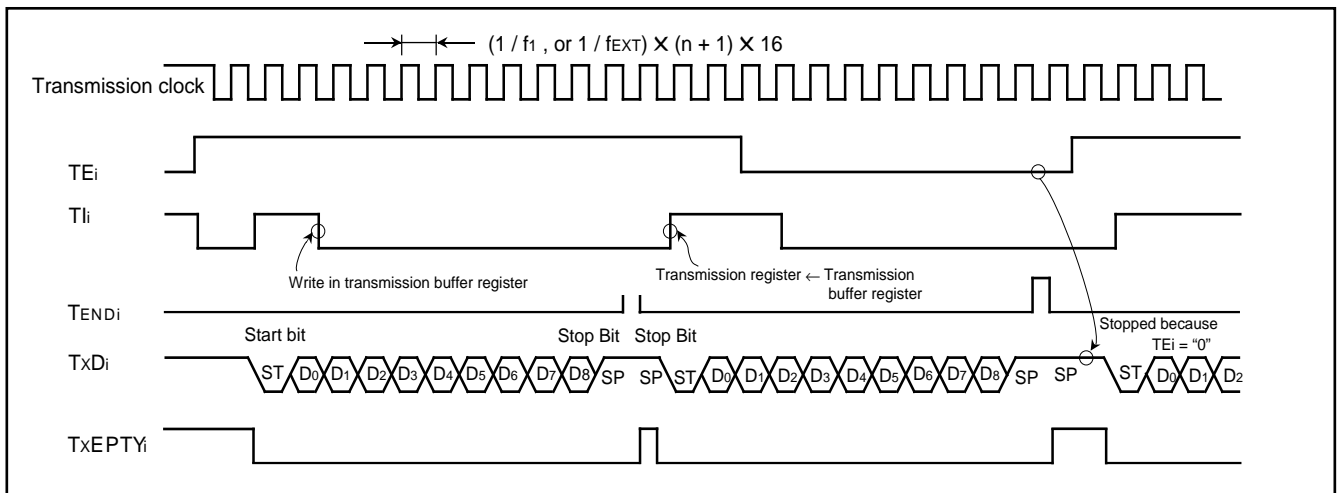 (1 / f1 , or 1 / fEXT) X (n + 1) X 16
Transmission clock
TEi
TIi
Write in transmission buffer register
Transmission register ← Transmission
buffer register
TENDi
Start bit
Stop Bit
Stop Bit
Stopped because
TEi = “0”
TXDi
ST D0 D1 D2 D3 D4 D5 D6 D7 D8 SP SP ST D0 D1 D2 D3 D4 D5 D6 D7 D8 SP SP ST D0 D1 D2
TXEPTYi